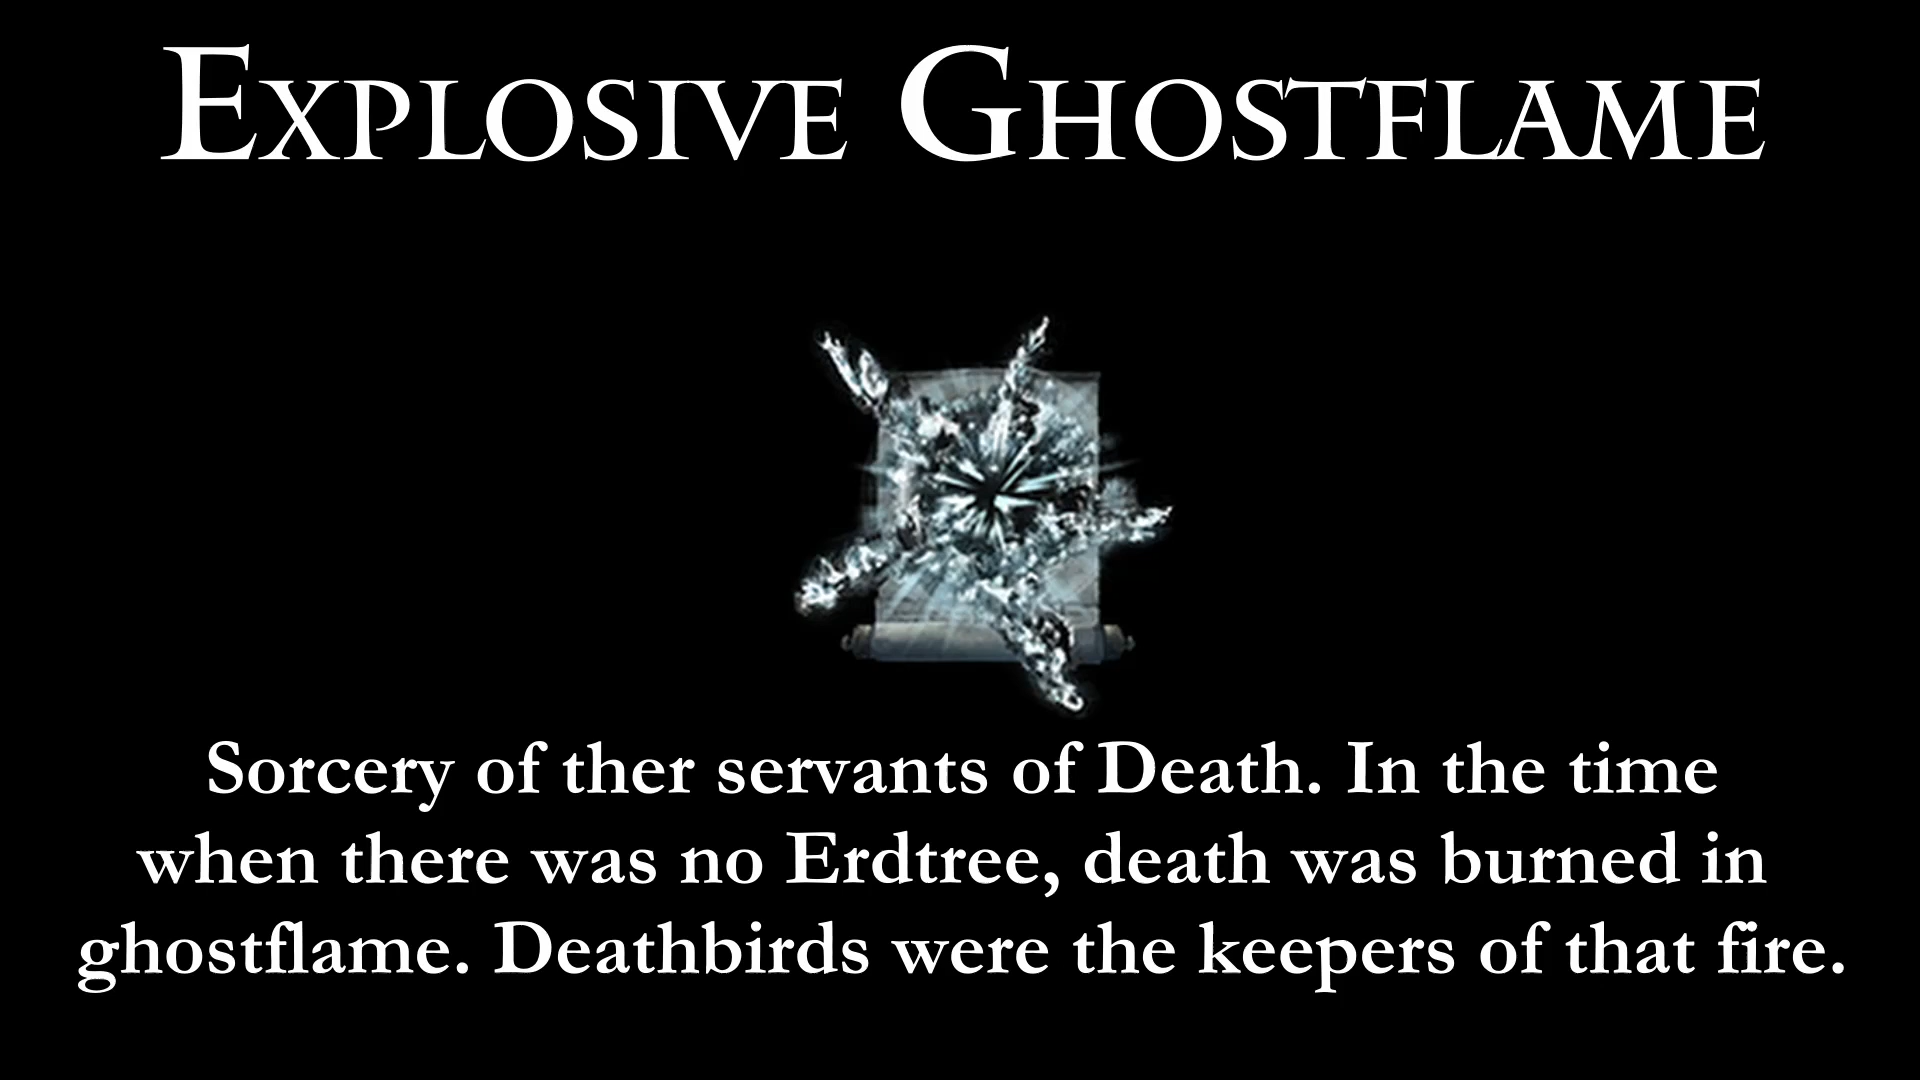 Explosive Ghostflame
Sorcery of ther servants of Death. In the time
when there was no Erdtree, death was burned in
ghostflame. Deathbirds were the keepers of that fire.